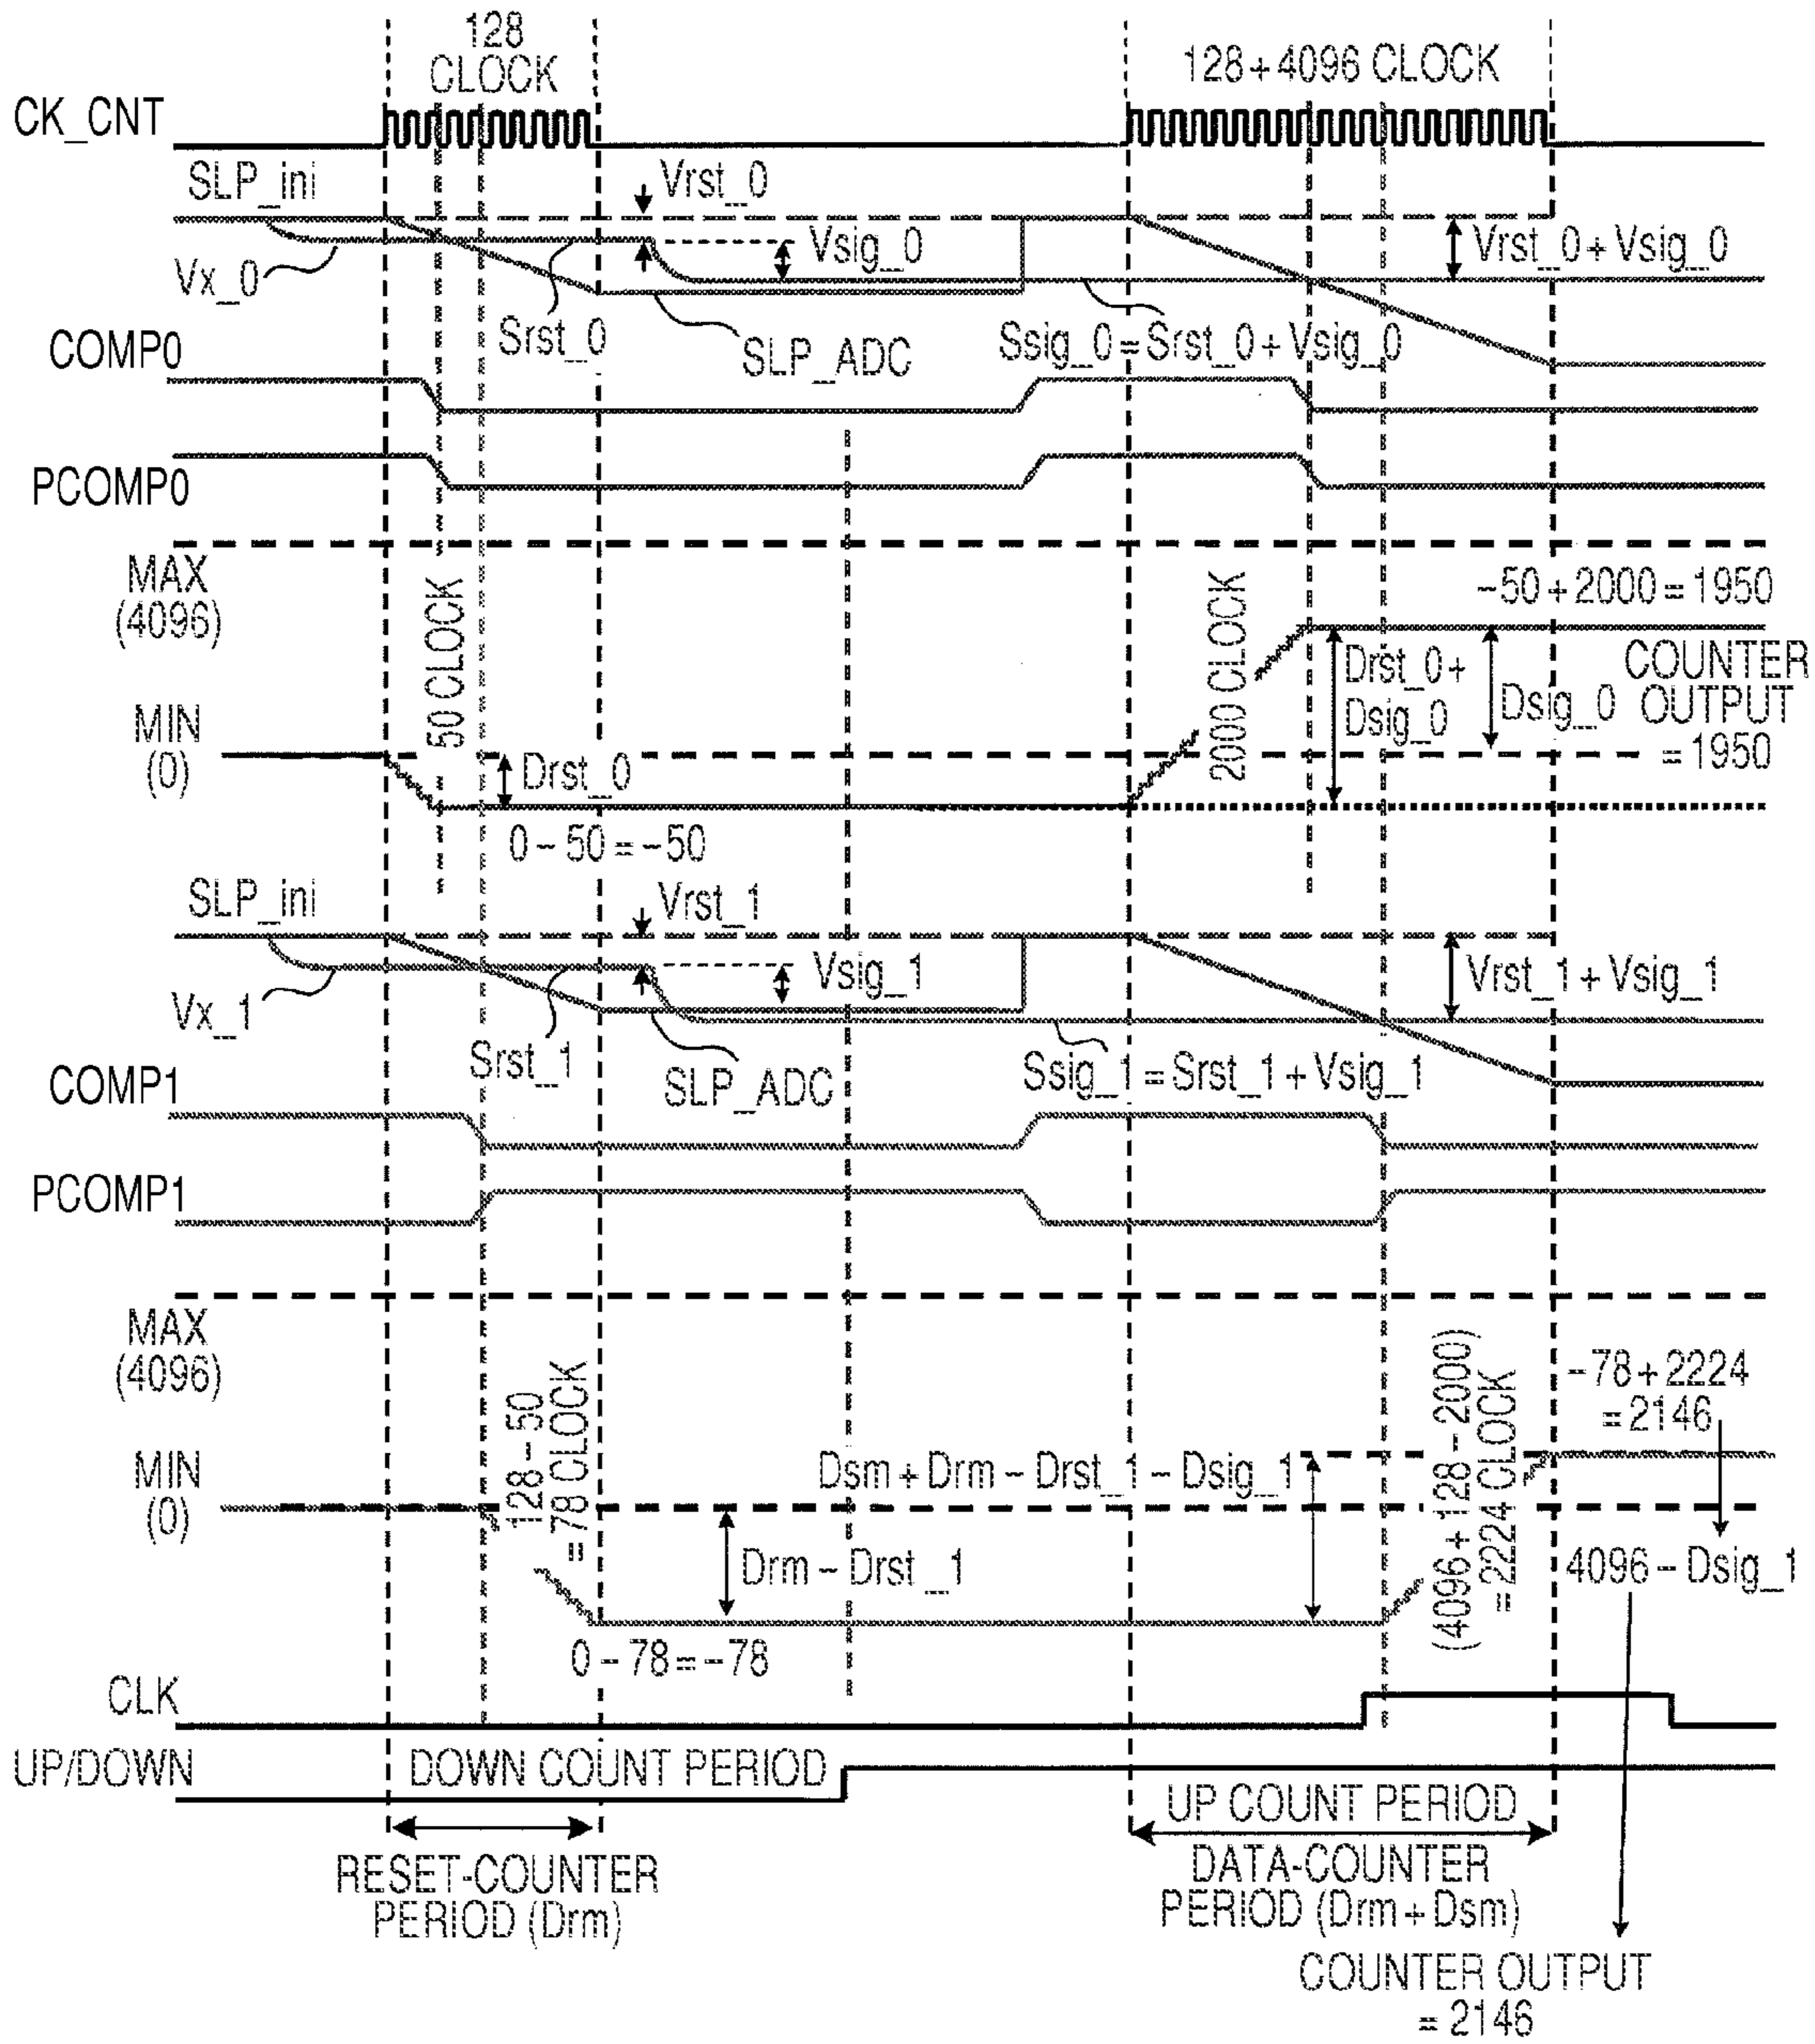 128
CLOCK
128+4096 CLOCK
CK_CNT
SLP_ini
Vrst_0
Vx_0
Vsig_0
Vrst_0+Vsig_0
Srst_0
SLP_ADC
Ssig_0=Srst_0+Vsig_0
COMP0
PCOMP0
MAX
(4096)
50 CLOCK
2000 CLOCK
-50+2000=1950
MIN
(0)
Drst_0
Drst_0+
Dsig_0
Dsig_0
COUNTER
OUTPUT
=1950
0-50=-50
SLP_ini
Vrst_1
Vx_1
Vsig_1
Vrst_1+Vsig_1
Srst_1
SLP_ADC
Ssig_1=Srst_1+Vsig_1
COMP1
PCOMP1
MAX
(4096)
128-50
=78 CLOCK
(4096+128-2000)
=2224 CLOCK
-78+2224
=2146
MIN
(0)
Dsm+Drm-Drst_1-Dsig_1
Drm-Drst_1
4096-Dsig_1
0-78=-78
CLK
UP/DOWN
DOWN COUNT PERIOD
UP COUNT PERIOD
RESET-COUNTER
PERIOD (Drm)
DATA-COUNTER
PERIOD (Drm+Dsm)
COUNTER OUTPUT
=2146